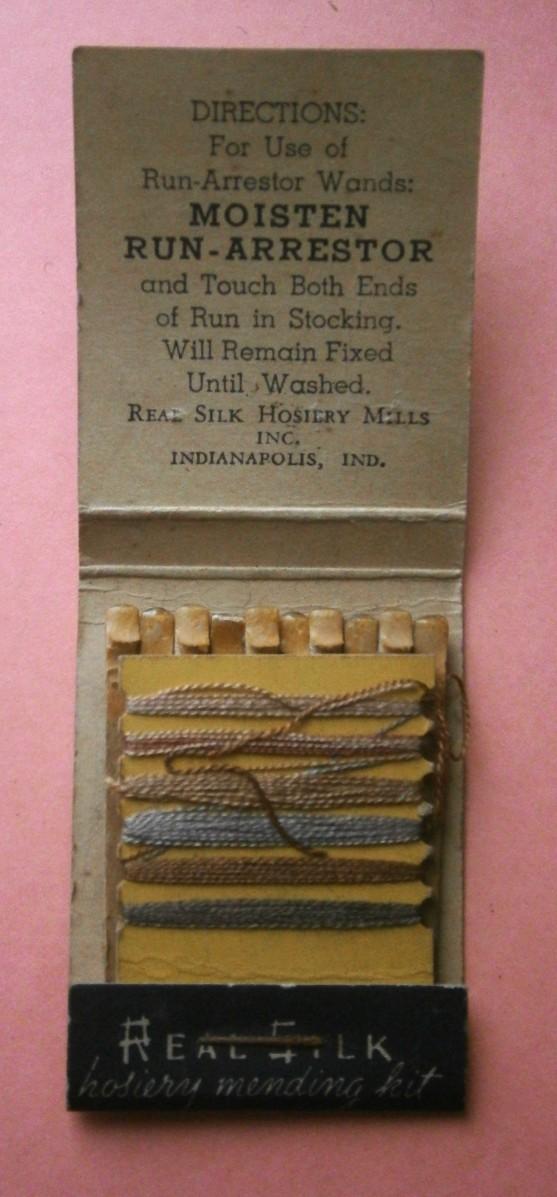 DIRECTIONS:
For Use of
Run-Arrestor Wands:
MOISTEN
RUN-ARRESTOR
and Touch Both Ends
of Run in Stocking.
Will Remain Fixed
Until Washed.
REAL SILK HOSIERY MILLS
INC.
INDIANAPOLIS, IND.
REAL SILK
hosiery mending kit